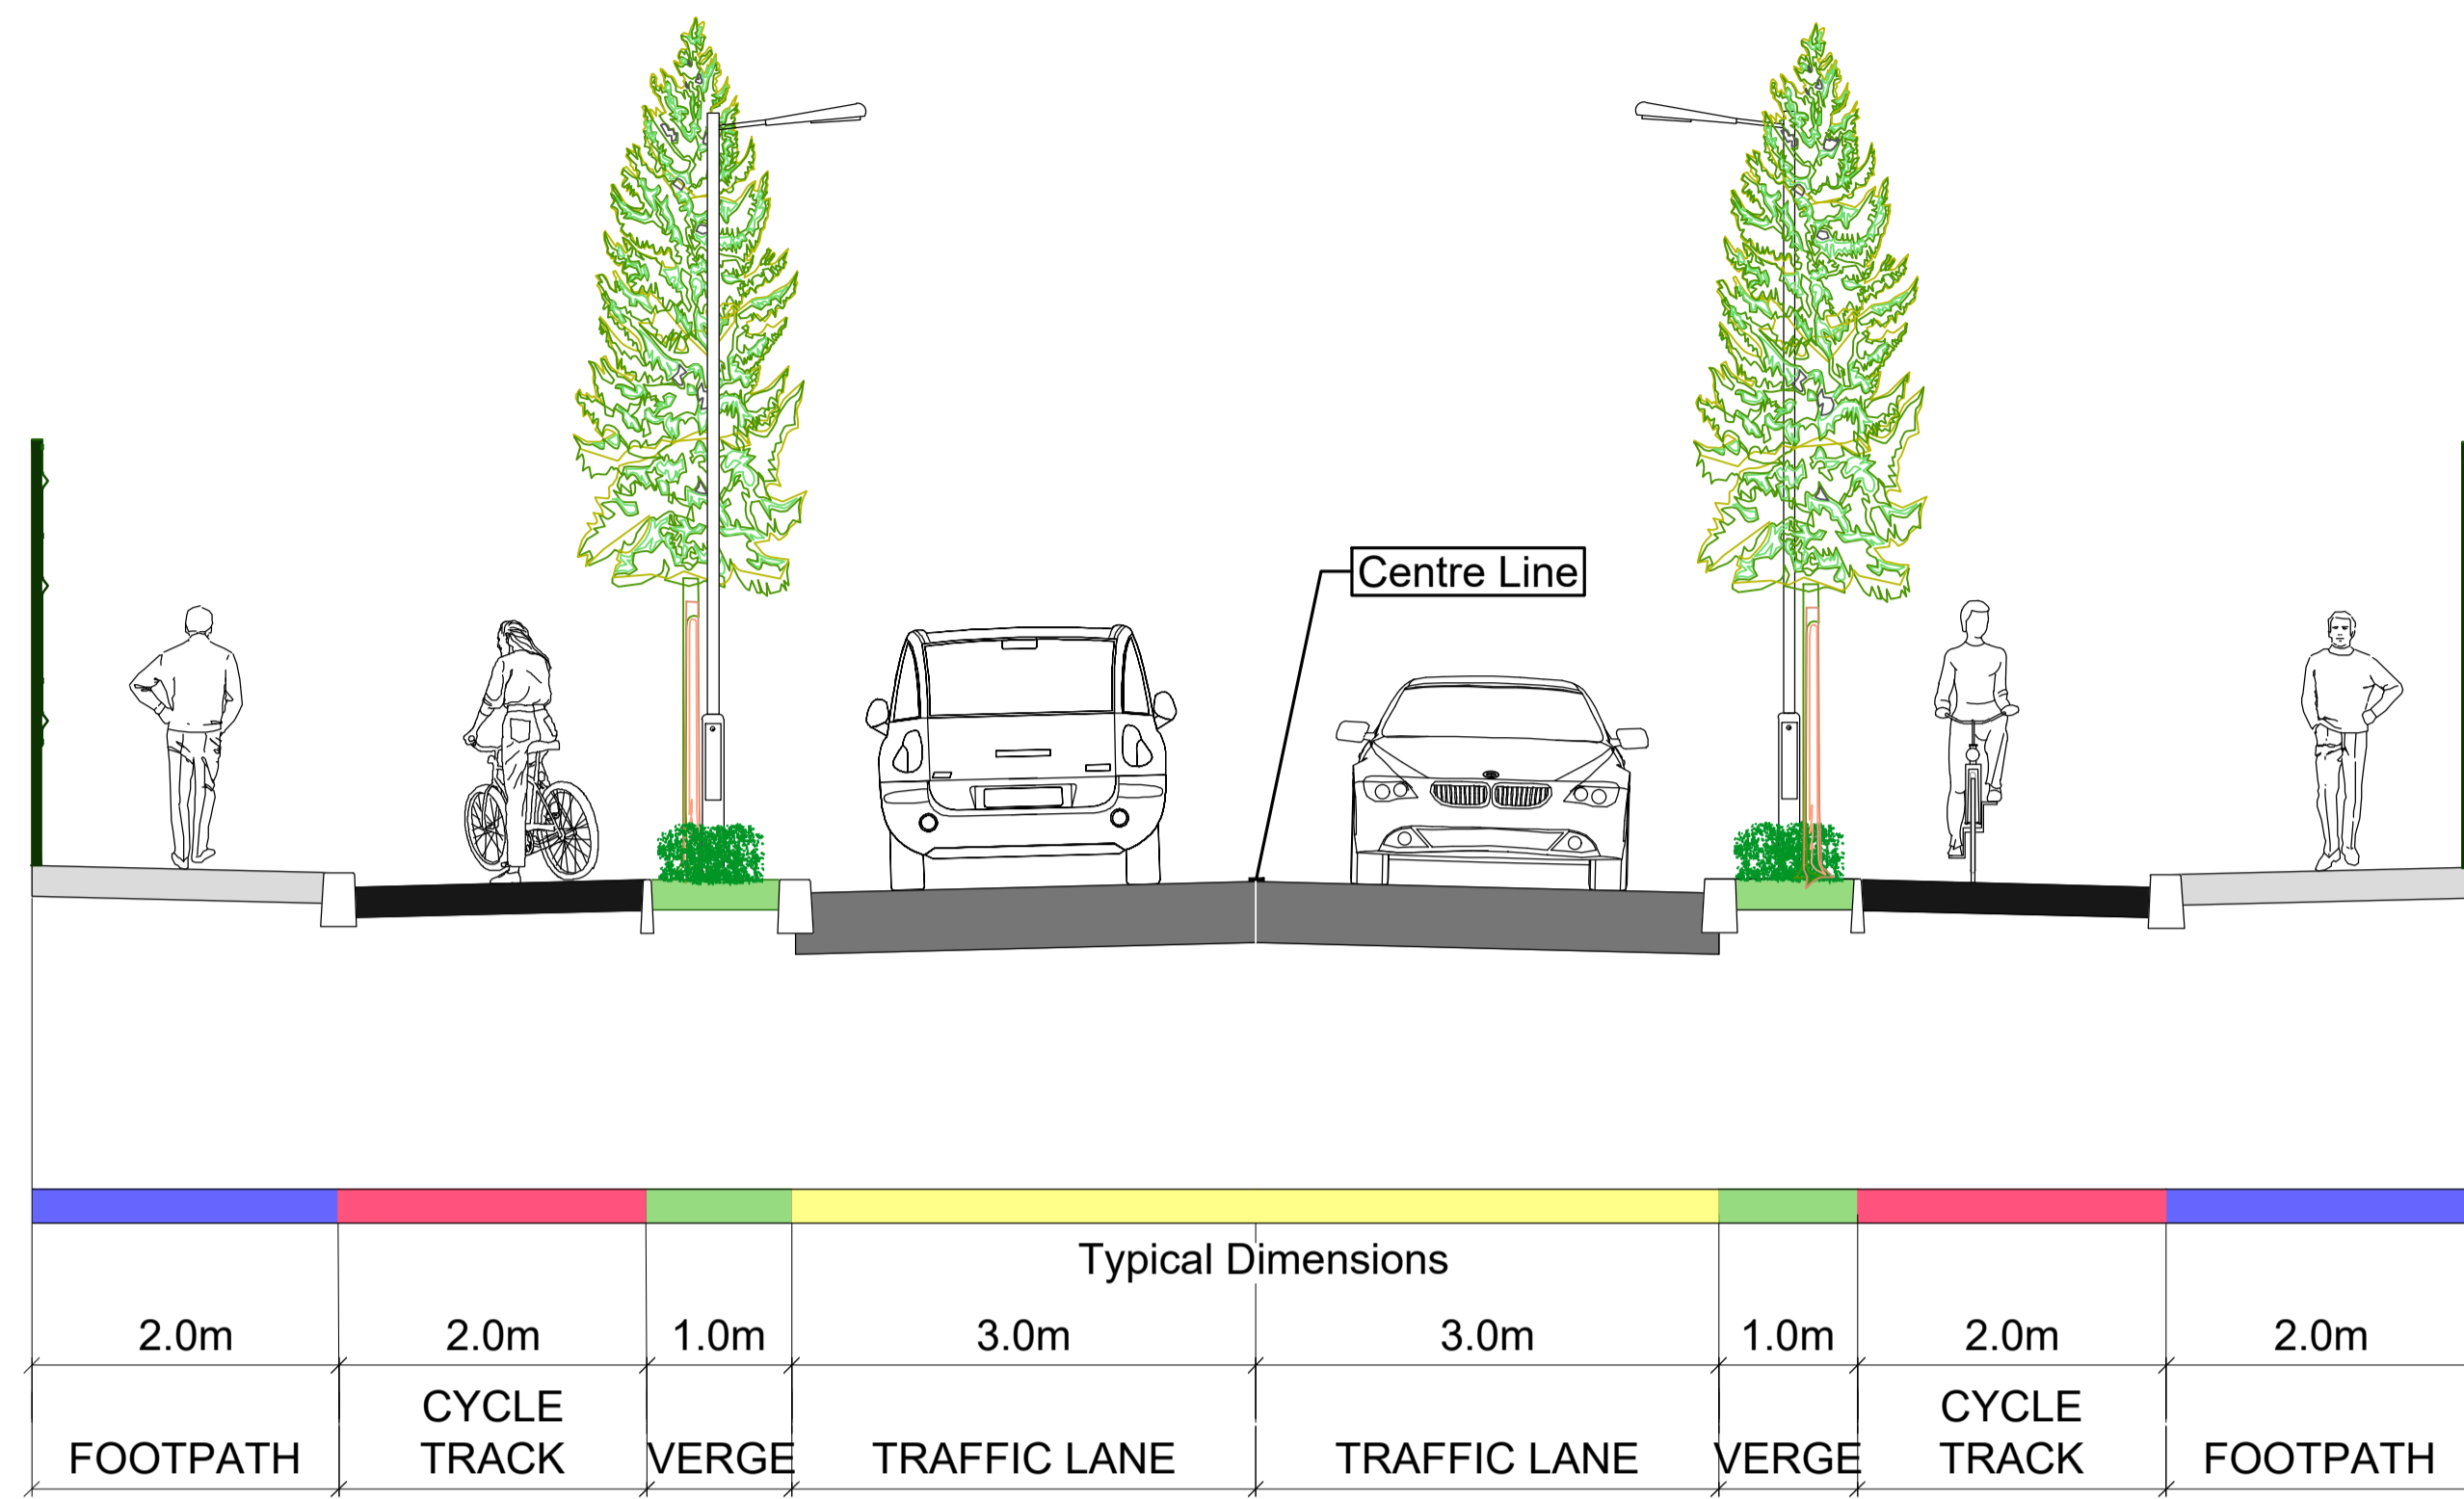 Centre Line
Typical Dimensions
2.0m 2.0m 1.0m 3.0m 3.0m 1.0m 2.0m 2.0m
CYCLE CYCLE
FOOTPATH TRACK VERGE TRAFFIC LANE TRAFFIC LANE VERGE TRACK FOOTPATH